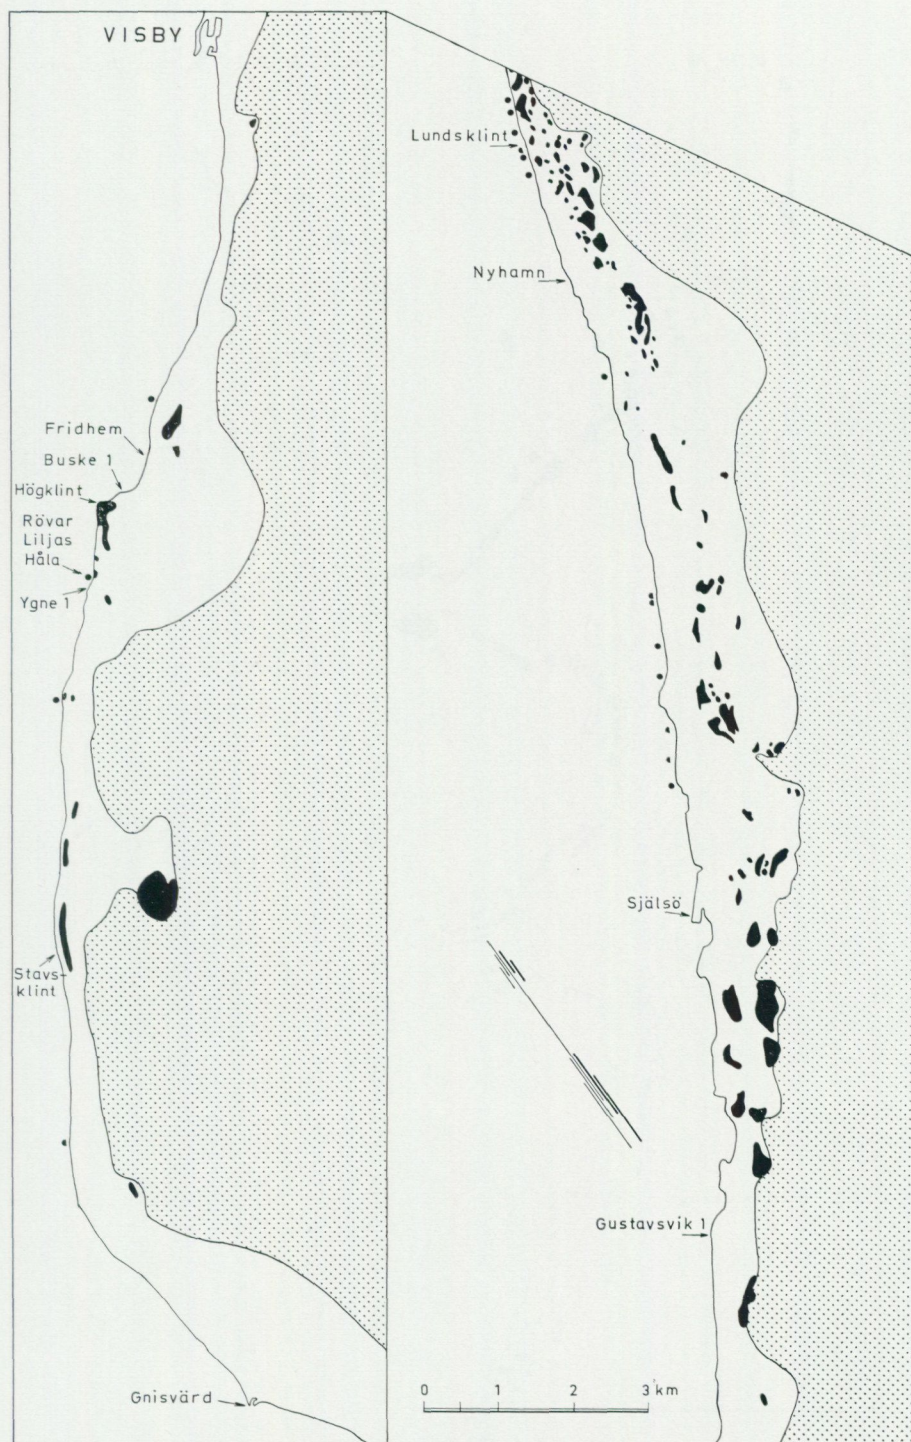 VISBY
Fridhem
Buske 1
Högklint
Rövar
Liljas
Håla
Ygne 1
Stavs-
klint
Gnisvärd
Lundsklint
Nyhamn
Själsö
Gustavsvik 1
0 1 2 3 km